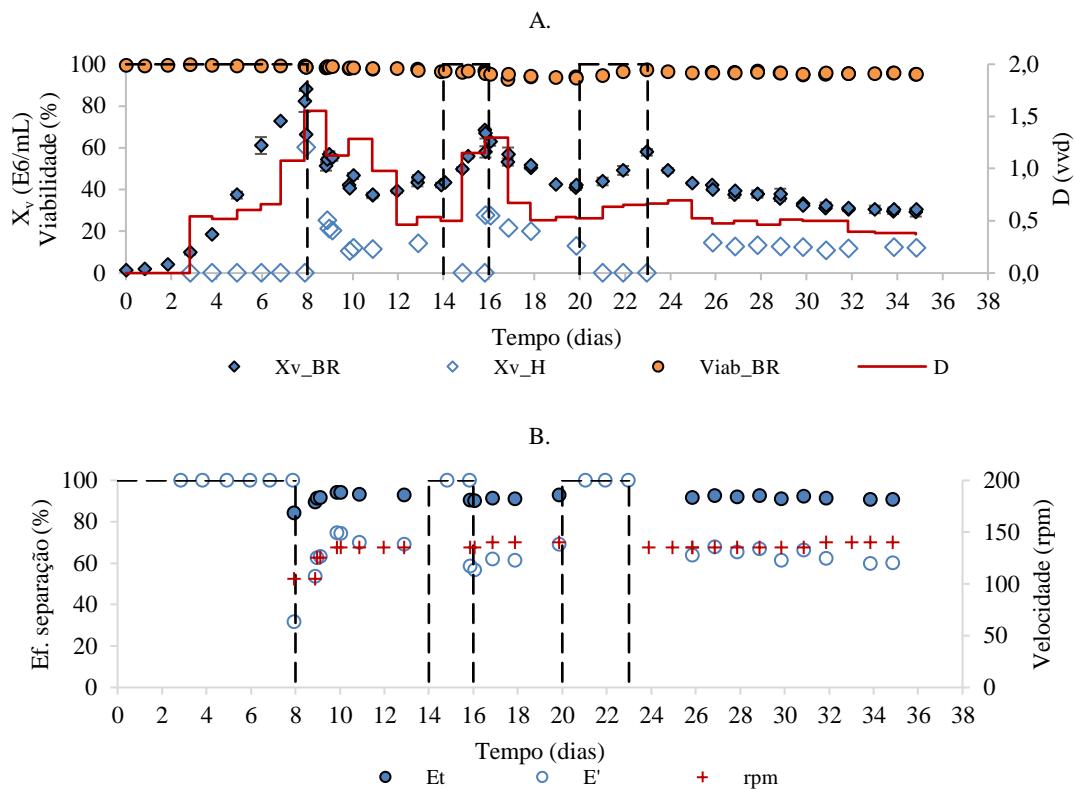 A.
X_v (E6/mL)
Viabilidade (%)
100
80
60
40
20
0
2,0
1,5
1,0
0,5
0,0
D (vvd)
0 2 4 6 8 10 12 14 16 18 20 22 24 26 28 30 32 34 36 38
Tempo (dias)
Xv_BR Xv_H Viab_BR D
B.
Ef. separação (%)
100
80
60
40
20
0
200
150
100
50
0
Velocidade (rpm)
0 2 4 6 8 10 12 14 16 18 20 22 24 26 28 30 32 34 36 38
Tempo (dias)
Et E' rpm